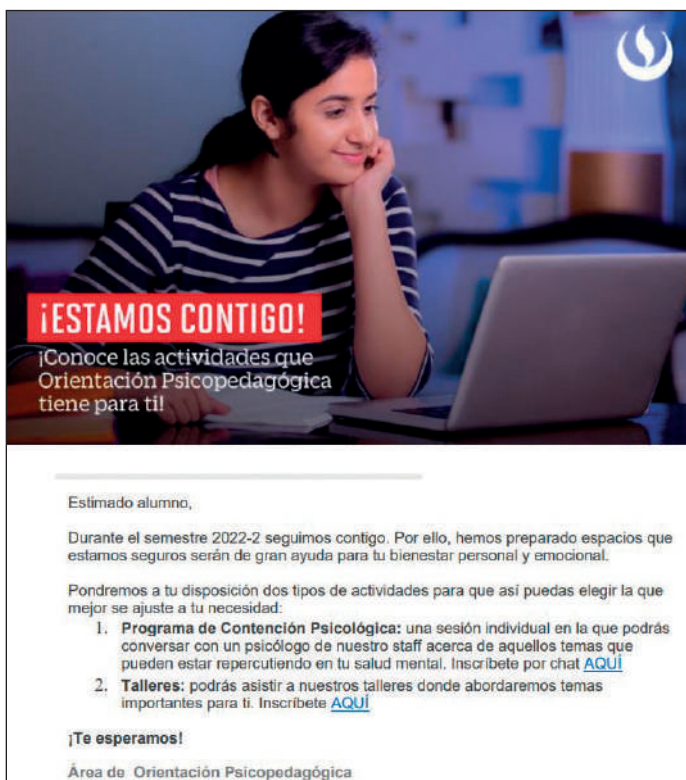 ¡ESTAMOS CONTIGO!
¡Conoce las actividades que
Orientación Psicopedagógica
tiene para ti!
Estimado alumno,
Durante el semestre 2022-2 seguimos contigo. Por ello, hemos preparado espacios que
estamos seguros serán de gran ayuda para tu bienestar personal y emocional.
Pondremos a tu disposición dos tipos de actividades para que así puedas elegir la que
mejor se ajuste a tu necesidad:
1. Programa de Contención Psicológica: una sesión individual en la que podrás
conversar con un psicólogo de nuestro staff acerca de aquellos temas que
pueden estar repercutiendo en tu salud mental. Inscríbete por chat AQUÍ
2. Talleres: podrás asistir a nuestros talleres donde abordaremos temas
importantes para ti. Inscríbete AQUÍ
¡Te esperamos!
Área de Orientación Psicopedagógica